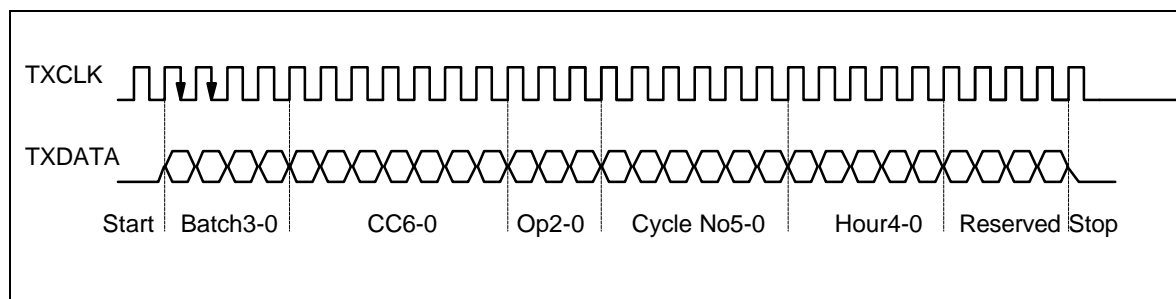 TXCLK
TXDATA
Start Batch3-0 CC6-0 Op2-0 Cycle No5-0 Hour4-0 Reserved Stop